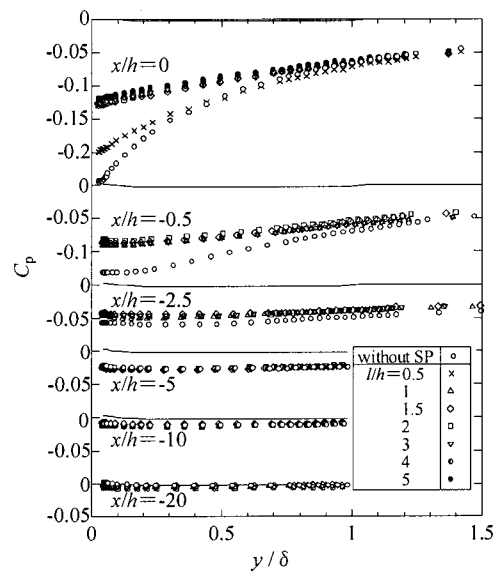 0
-0.05
-0.1
-0.15
-0.2
0
-0.05
-0.1
0
-0.05
0
-0.05
0
-0.05
0
-0.05
x/h=0
x/h=-0.5
x/h=-2.5
x/h=-5
x/h=-10
x/h=-20
Cp
without SP
l/h=0.5
1
1.5
2
3
4
5
0 0.5 1 1.5
y / δ